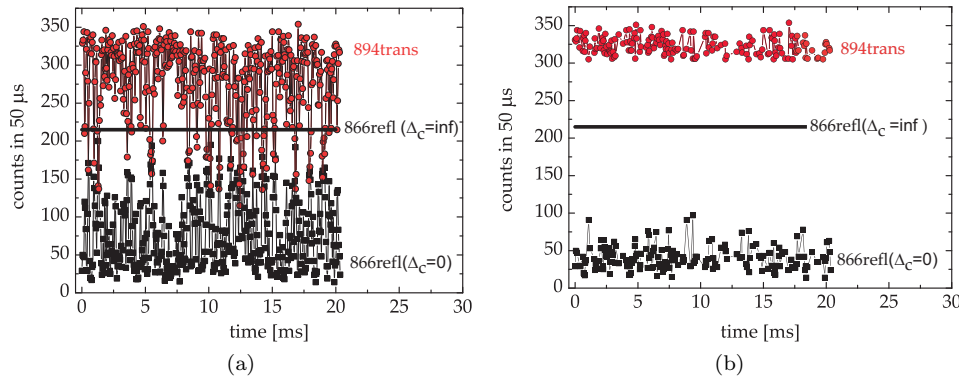 350
300
250
200
150
100
50
0
counts in 50 μs
894trans
866refl (Δc=inf)
866refl(Δc=0)
0 5 10 15 20 25 30
time [ms]
(a)
350
300
250
200
150
100
50
0
counts in 50 μs
894trans
866refl(Δc=inf )
866refl(Δc=0)
0 5 10 15 20 25 30
time [ms]
(b)